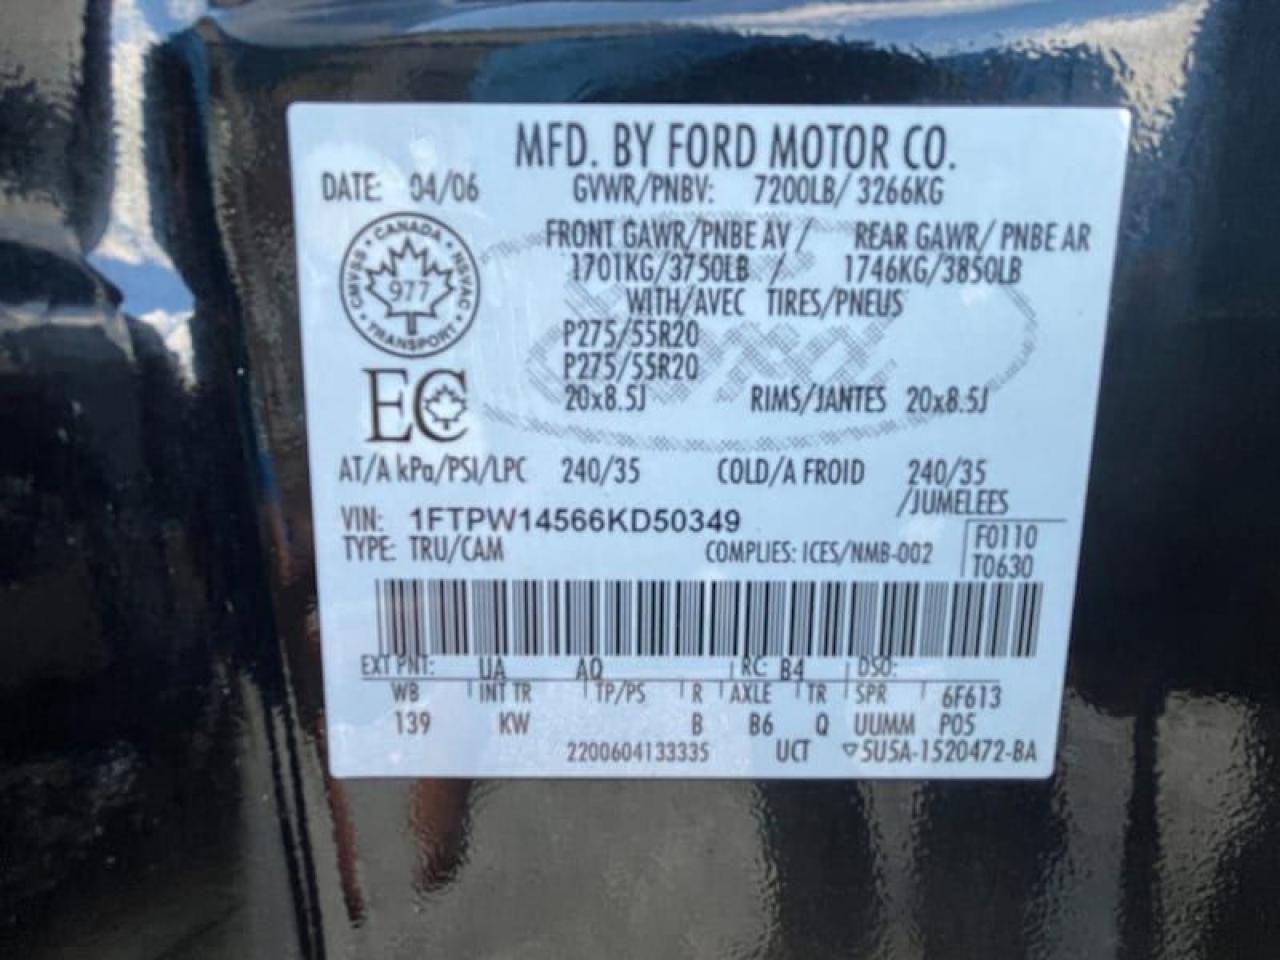 MFD. BY FORD MOTOR CO.
DATE: 04/06 GVWR/PNBV: 7200LB/ 3266KG
CANADA
CMVSS NSVAC
977
TRANSPORT
FRONT GAWR/PNBE AV / REAR GAWR/ PNBE AR
1701KG/3750LB / 1746KG/3850LB
WITH/AVEC TIRES/PNEUS
P275/55R20
P275/55R20
EC
20x8.5J RIMS/JANTES 20x8.5J
AT/A kPa/PSI/LPC 240/35 COLD/A FROID 240/35
/JUMELEES
VIN: 1FTPW14566KD50349
TYPE: TRU/CAM COMPLIES: ICES/NMB-002
F0110
T0630
EXT PNT: UA AQ RC: B4 DSO:
WB INT TR TP/PS R AXLE TR SPR 6F613
139 KW B B6 Q UUMM P05
2200604133335 UCT ▽5U5A-1520472-BA